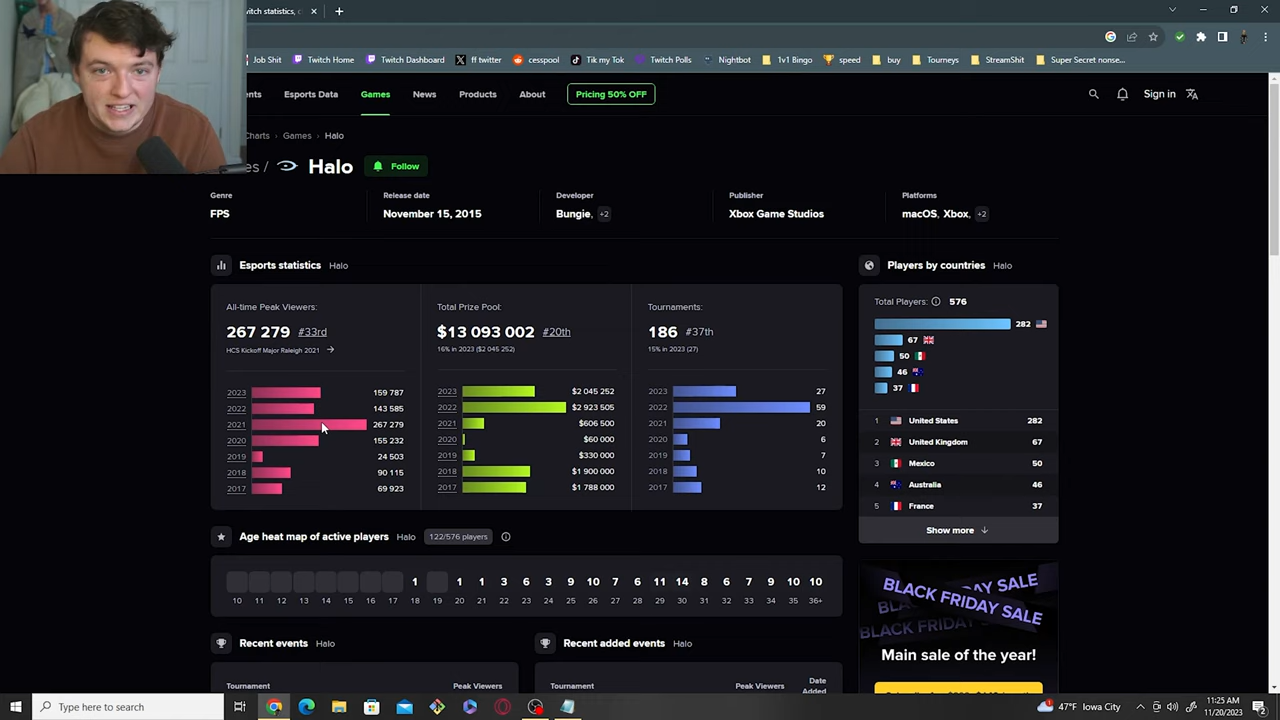 witch statistics, c
Job Shit Twitch Home Twitch Dashboard ff twitter cesspool Tik my Tok Twitch Polls Nightbot 1v1 Bingo speed buy Tourneys StreamShit Super Secret nonse...
ents Esports Data Games News Products About Pricing 50% OFF Sign in
Charts Games Halo
es / Halo Follow
Genre Release date Developer Publisher Platforms
FPS November 15, 2015 Bungie, +2 Xbox Game Studios macOS, Xbox, +2
Esports statistics Halo
All-time Peak Viewers:
267 279 #33rd
HCS Kickoff Major Raleigh 2021
2023 159 787
2022 143 585
2021 267 279
2020 155 232
2019 24 503
2018 90 115
2017 69 923
Total Prize Pool:
$13 093 002 #20th
16% in 2023 ($2 045 252)
2023 $2 045 252
2022 $2 923 505
2021 $606 500
2020 $60 000
2019 $330 000
2018 $1 900 000
2017 $1 788 000
Tournaments:
186 #37th
15% in 2023 (27)
2023 27
2022 59
2021 20
2020 6
2019 7
2018 10
2017 12
Players by countries Halo
Total Players: 576
282
67
50
46
37
1 United States 282
2 United Kingdom 67
3 Mexico 50
4 Australia 46
5 France 37
Show more
Age heat map of active players Halo 122/576 players
1 1 1 3 6 3 9 10 7 6 11 14 8 6 7 9 10 10
10 11 12 13 14 15 16 17 18 19 20 21 22 23 24 25 26 27 28 29 30 31 32 33 34 35 36+
Recent events Halo
Tournament Peak Viewers
Recent added events Halo
Tournament Peak Viewers Date Added
BLACK FRIDAY SALE
BLACK FRIDAY SALE
BLACK FRIDAY SALE
Main sale of the year!
Type here to search
47°F Iowa City
11:25 AM
11/20/2023